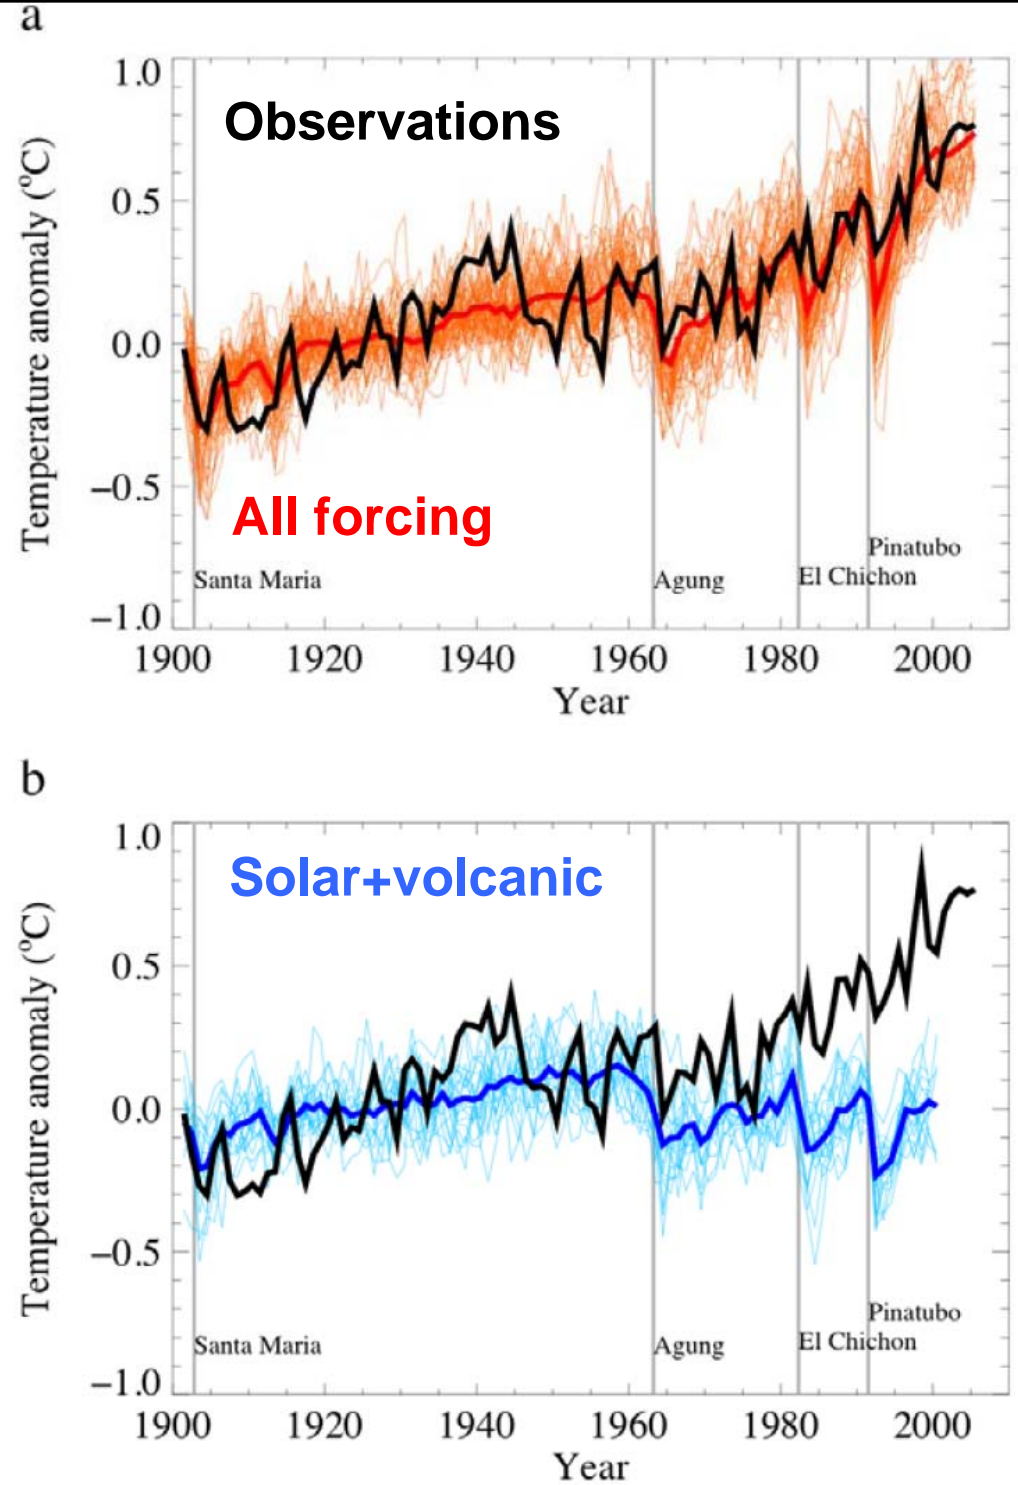 a
1.0
Observations
0.5
0.0
−0.5
All forcing
Pinatubo
Santa Maria
Agung
El Chichon
−1.0
1900
1920
1940
1960
1980
2000
Year
Temperature anomaly (ºC)
b
1.0
Solar+volcanic
0.5
0.0
−0.5
Pinatubo
Santa Maria
Agung
El Chichon
−1.0
1900
1920
1940
1960
1980
2000
Year
Temperature anomaly (ºC)